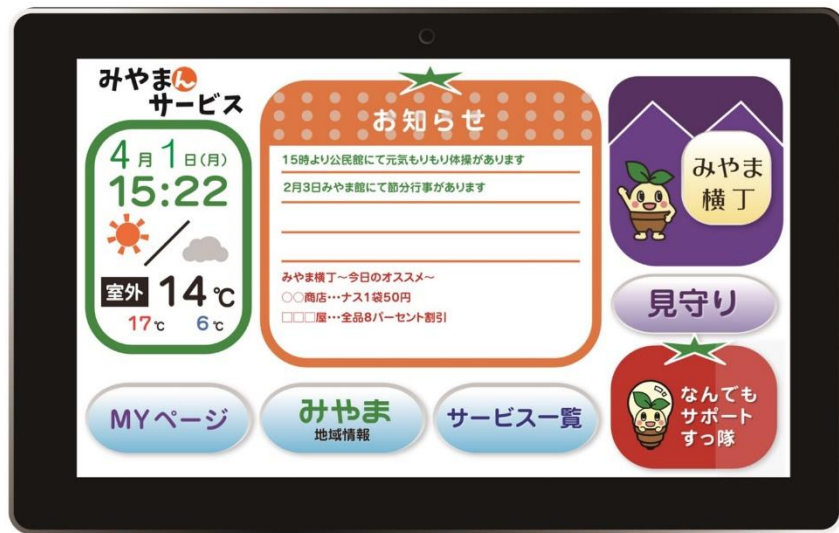 みやまん
サービス
4月1日(月)
15:22
室外 14℃
17℃ 6℃
お知らせ
15時より公民館にて元気もりもり体操があります
2月3日みやま館にて節分行事があります
みやま横丁～今日のオススメ～
○○商店…ナス1袋50円
□□□屋…全品8パーセント割引
みやま
横丁
見守り
なんでも
サポート
すっ隊
MYページ
みやま
地域情報
サービス一覧